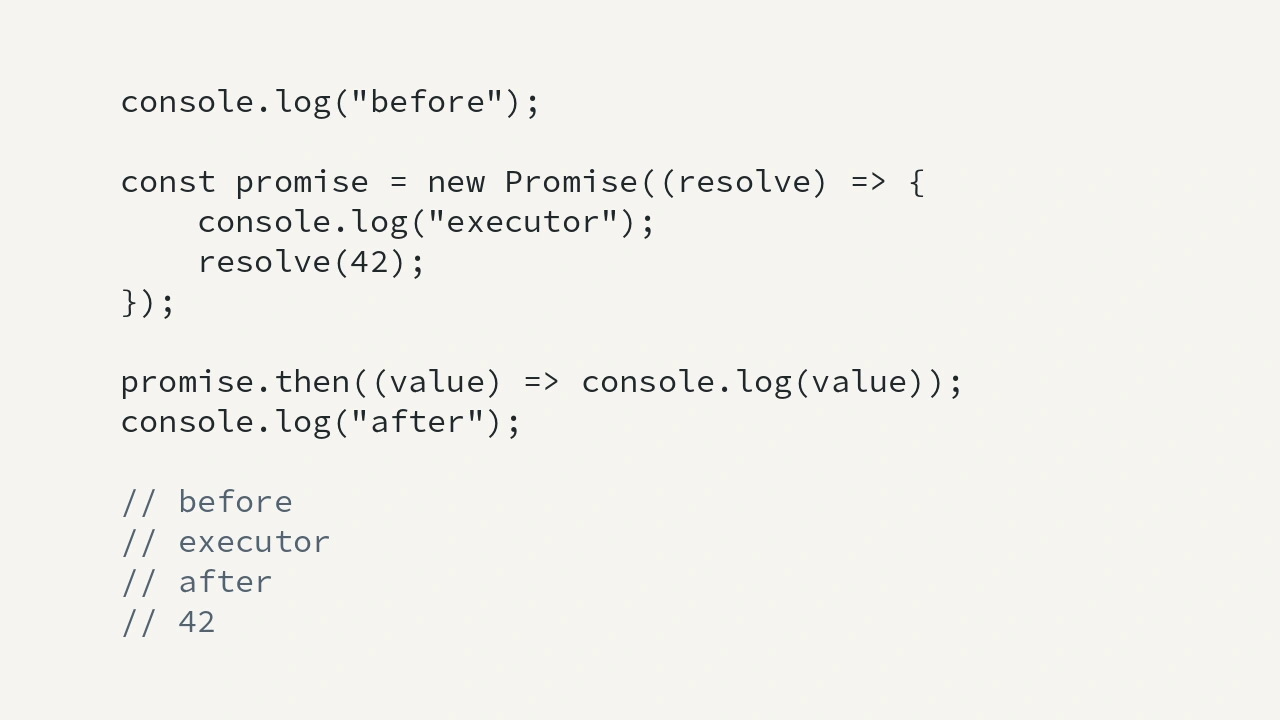 console.log("before");

const promise = new Promise((resolve) => {
    console.log("executor");
    resolve(42);
});

promise.then((value) => console.log(value));
console.log("after");

// before
// executor
// after
// 42